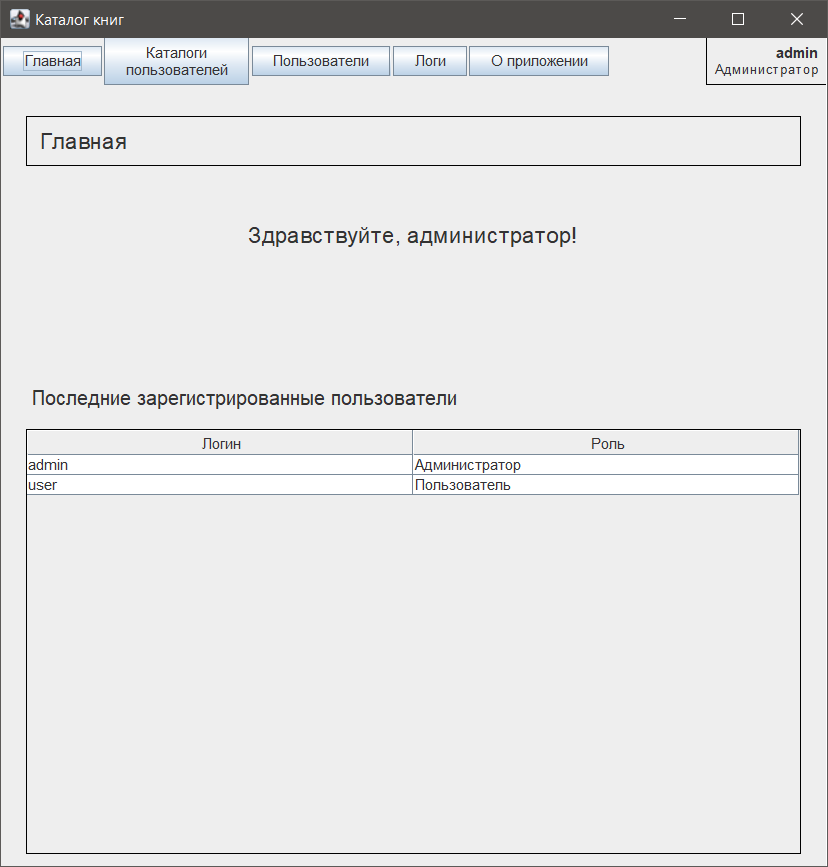 Каталог книг
Главная
Каталоги
пользователей
Пользователи
Логи
О приложении
admin
Администратор
Главная
Здравствуйте, администратор!
Последние зарегистрированные пользователи
Логин Роль
admin Администратор
user Пользователь